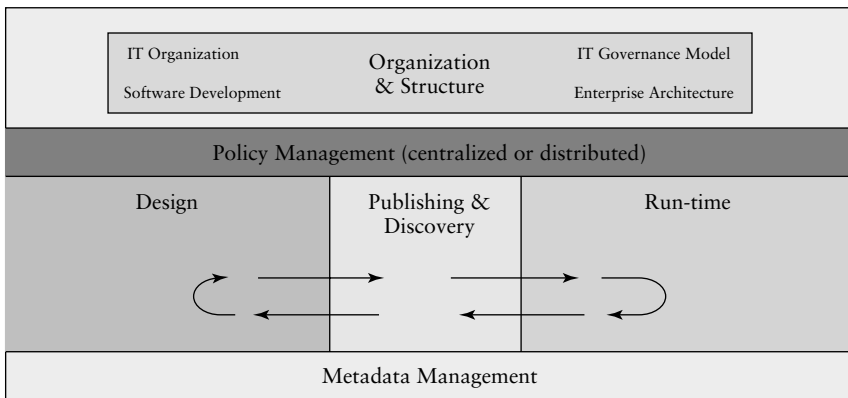 IT Organization
Software Development
Organization
& Structure
IT Governance Model
Enterprise Architecture
Policy Management (centralized or distributed)
Design
Publishing &
Discovery
Run-time
Metadata Management